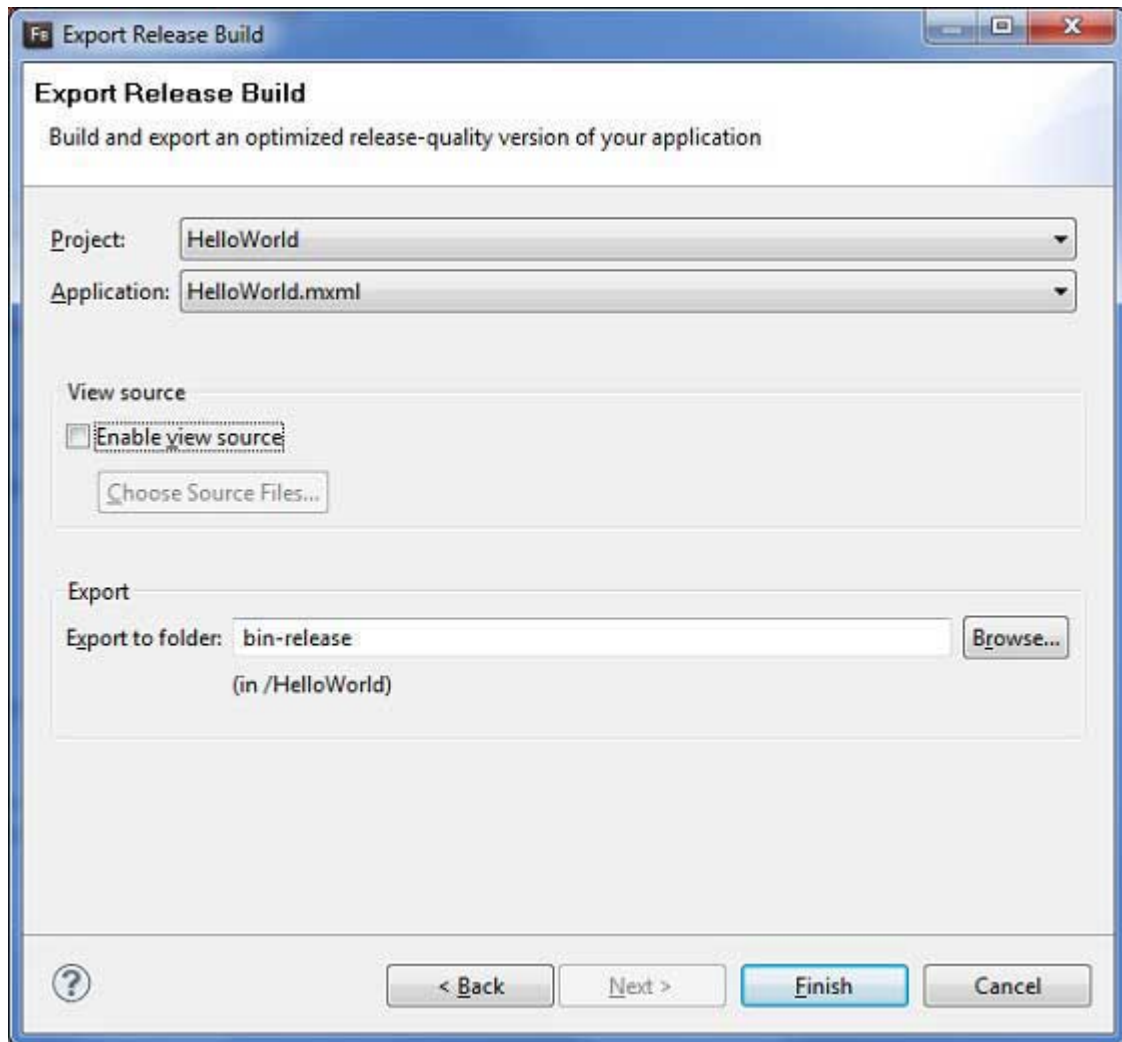 FB Export Release Build
Export Release Build
Build and export an optimized release-quality version of your application
Project: HelloWorld
Application: HelloWorld.mxml
View source
Enable view source
Choose Source Files...
Export
Export to folder: bin-release Browse...
(in /HelloWorld)
? < Back Next > Finish Cancel